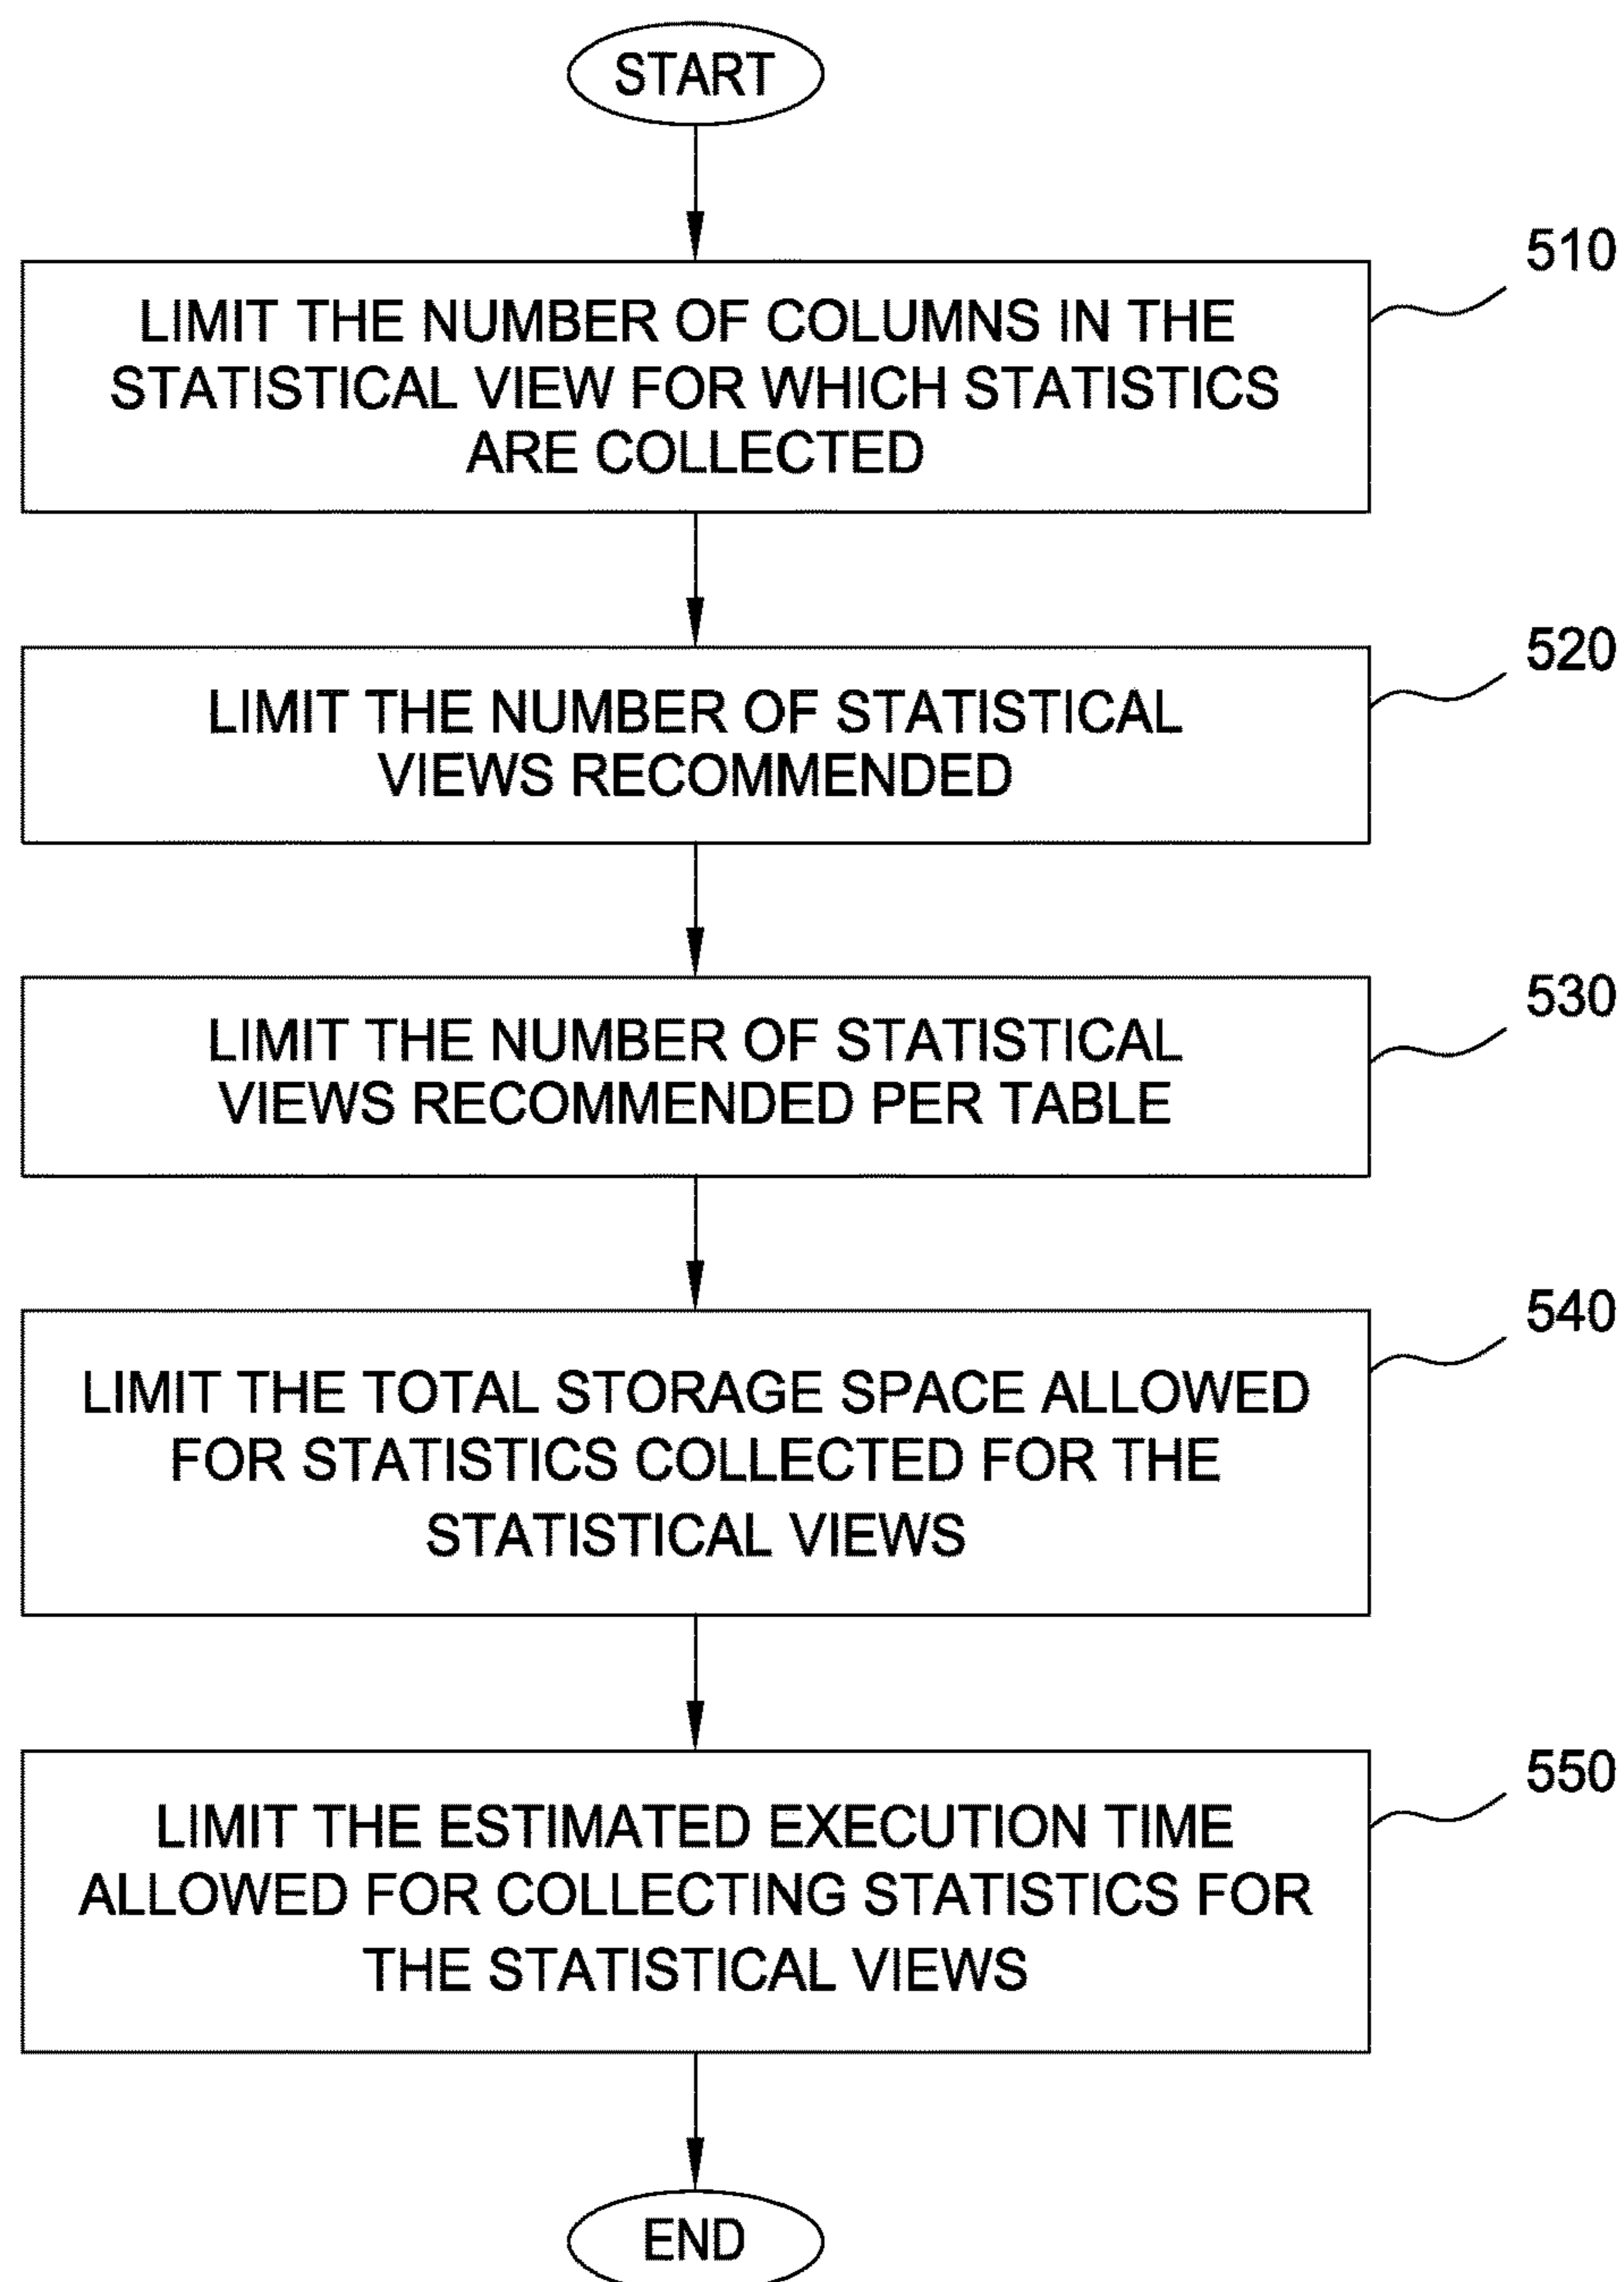 START
510
LIMIT THE NUMBER OF COLUMNS IN THE
STATISTICAL VIEW FOR WHICH STATISTICS
ARE COLLECTED
520
LIMIT THE NUMBER OF STATISTICAL
VIEWS RECOMMENDED
530
LIMIT THE NUMBER OF STATISTICAL
VIEWS RECOMMENDED PER TABLE
540
LIMIT THE TOTAL STORAGE SPACE ALLOWED
FOR STATISTICS COLLECTED FOR THE
STATISTICAL VIEWS
550
LIMIT THE ESTIMATED EXECUTION TIME
ALLOWED FOR COLLECTING STATISTICS FOR
THE STATISTICAL VIEWS
END